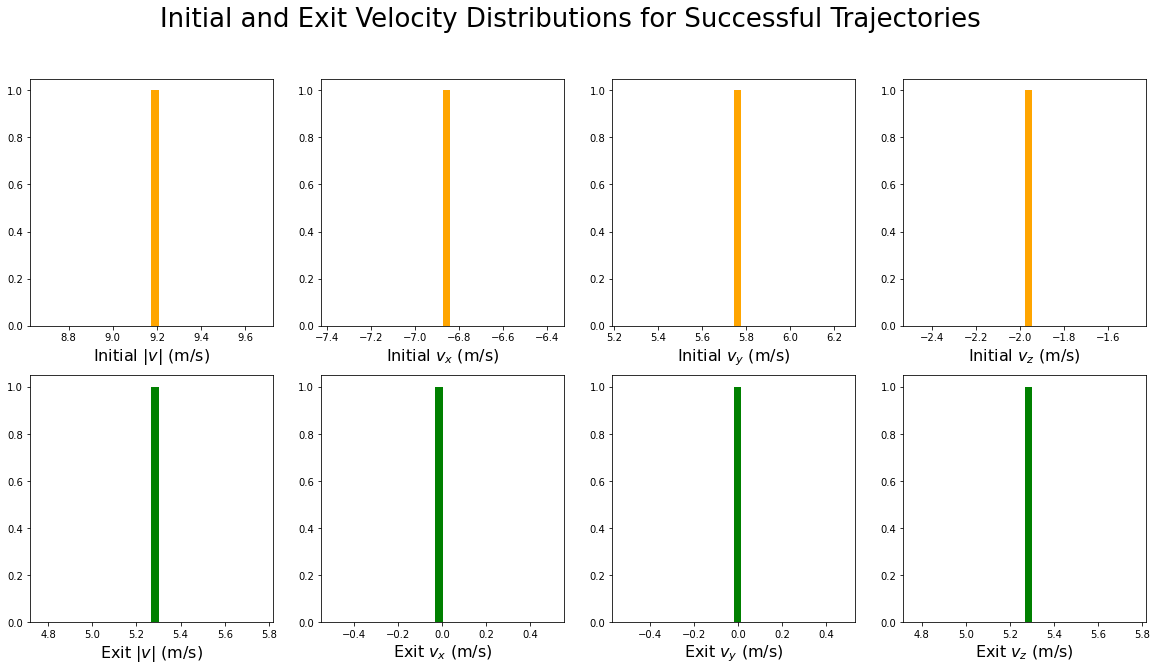 Initial and Exit Velocity Distributions for Successful Trajectories
1.0
0.8
0.6
0.4
0.2
0.0
8.8 9.0 9.2 9.4 9.6
Initial |v| (m/s)
1.0
0.8
0.6
0.4
0.2
0.0
−7.4 −7.2 −7.0 −6.8 −6.6 −6.4
Initial v_x (m/s)
1.0
0.8
0.6
0.4
0.2
0.0
5.2 5.4 5.6 5.8 6.0 6.2
Initial v_y (m/s)
1.0
0.8
0.6
0.4
0.2
0.0
−2.4 −2.2 −2.0 −1.8 −1.6
Initial v_z (m/s)
1.0
0.8
0.6
0.4
0.2
0.0
4.8 5.0 5.2 5.4 5.6 5.8
Exit |v| (m/s)
1.0
0.8
0.6
0.4
0.2
0.0
−0.4 −0.2 0.0 0.2 0.4
Exit v_x (m/s)
1.0
0.8
0.6
0.4
0.2
0.0
−0.4 −0.2 0.0 0.2 0.4
Exit v_y (m/s)
1.0
0.8
0.6
0.4
0.2
0.0
4.8 5.0 5.2 5.4 5.6 5.8
Exit v_z (m/s)